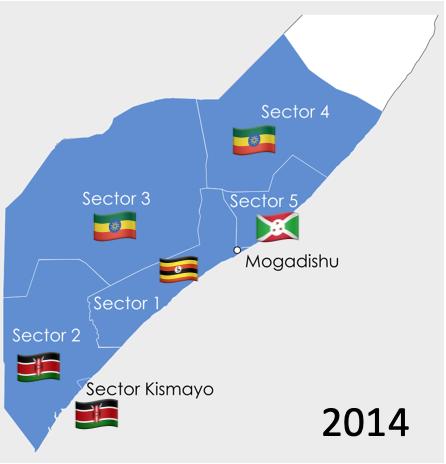 Sector 4
Sector 3
Sector 5
Mogadishu
Sector 1
Sector 2
Sector Kismayo
2014